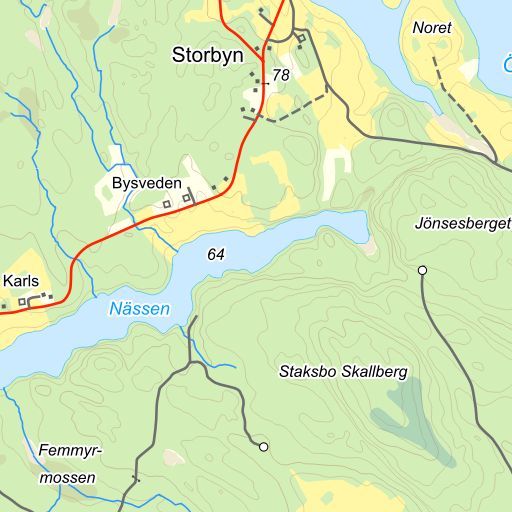 Noret
Storbyn
Ö
78
Bysveden
Jönsesberget
64
Karls
Nässen
Staksbo Skallberg
Femmyr-
mossen